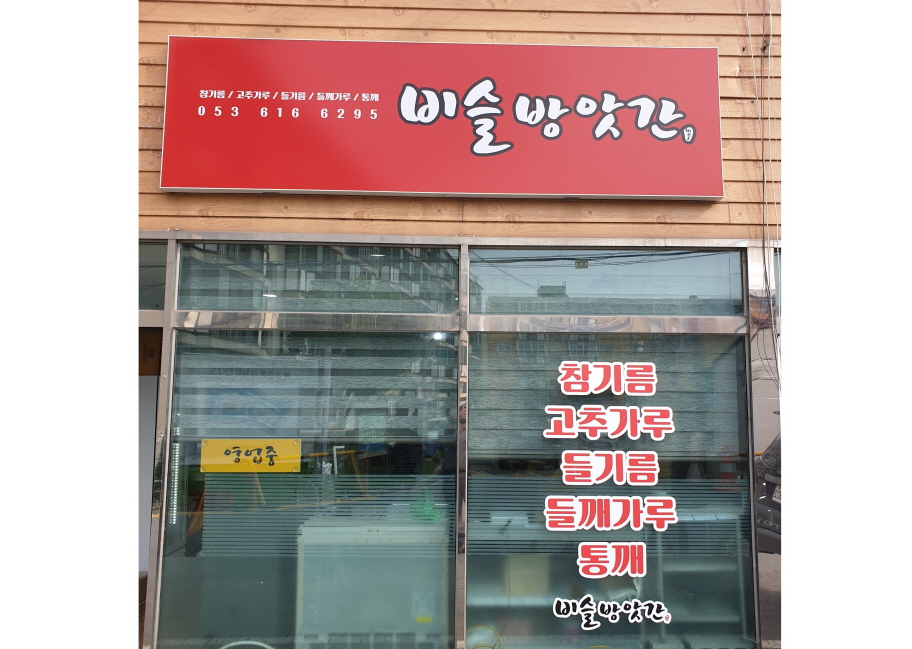 참기름 / 고추가루 / 들기름 / 들깨가루 / 통깨
053 616 6295
비슬방앗간
영업중
참기름
고추가루
들기름
들깨가루
통깨
비슬방앗간